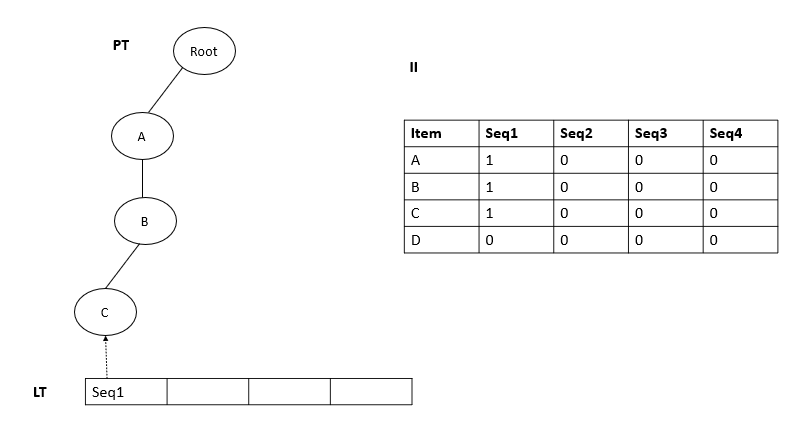 PT
Root
A
B
C
LT
Seq1
II
Item Seq1 Seq2 Seq3 Seq4
A 1 0 0 0
B 1 0 0 0
C 1 0 0 0
D 0 0 0 0